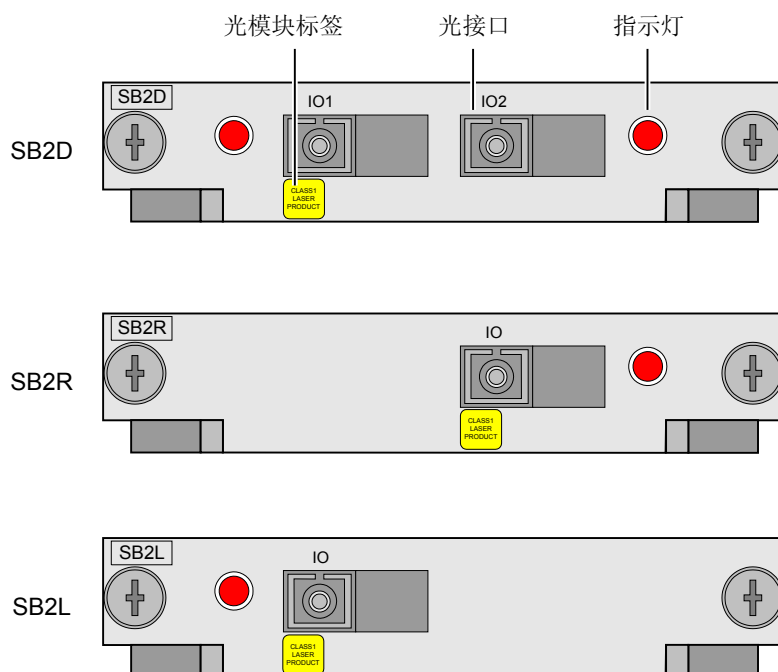 光模块标签 光接口 指示灯
SB2D
IO1 IO2
SB2D
CLASS1
LASER
PRODUCT
SB2R
IO
SB2R
CLASS1
LASER
PRODUCT
SB2L
IO
SB2L
CLASS1
LASER
PRODUCT